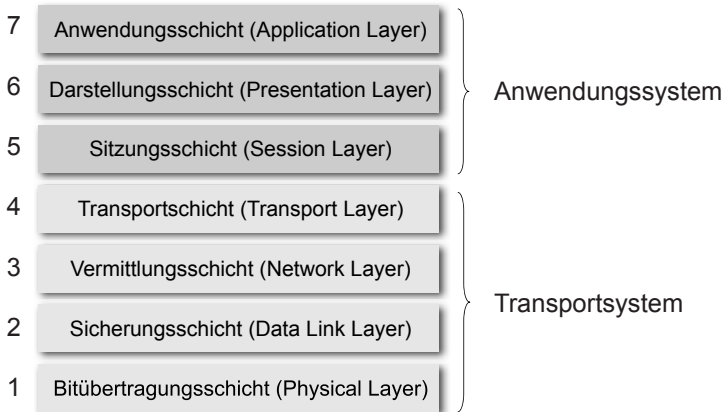 7 Anwendungsschicht (Application Layer)
6 Darstellungsschicht (Presentation Layer)
Anwendungssystem
5 Sitzungsschicht (Session Layer)
4 Transportschicht (Transport Layer)
3 Vermittlungsschicht (Network Layer)
Transportsystem
2 Sicherungsschicht (Data Link Layer)
1 Bitübertragungsschicht (Physical Layer)